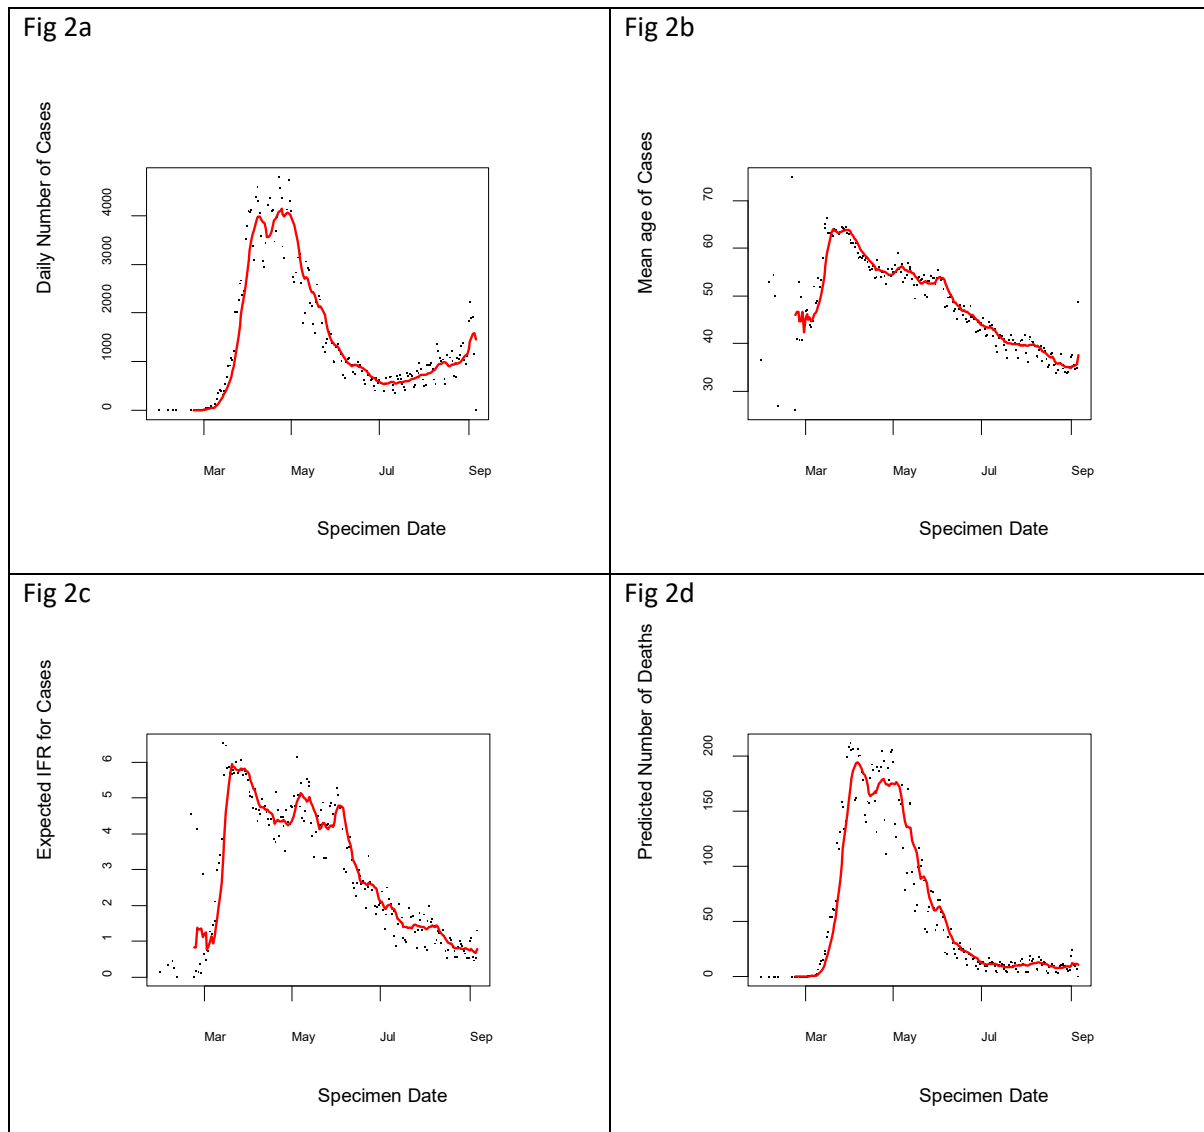 Fig 2a
Daily Number of Cases
4000
3000
2000
1000
0
Mar May Jul Sep
Specimen Date
Fig 2b
Mean age of Cases
70
60
50
40
30
Mar May Jul Sep
Specimen Date
Fig 2c
Expected IFR for Cases
6
5
4
3
2
1
0
Mar May Jul Sep
Specimen Date
Fig 2d
Predicted Number of Deaths
200
150
100
50
0
Mar May Jul Sep
Specimen Date